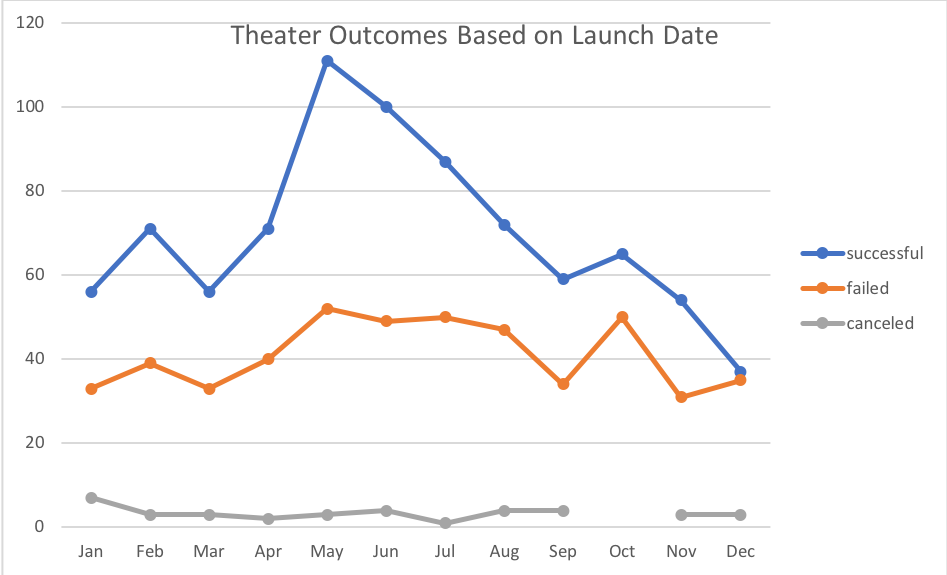 Theater Outcomes Based on Launch Date
120
100
80
60
40
20
0
Jan Feb Mar Apr May Jun Jul Aug Sep Oct Nov Dec
successful
failed
canceled